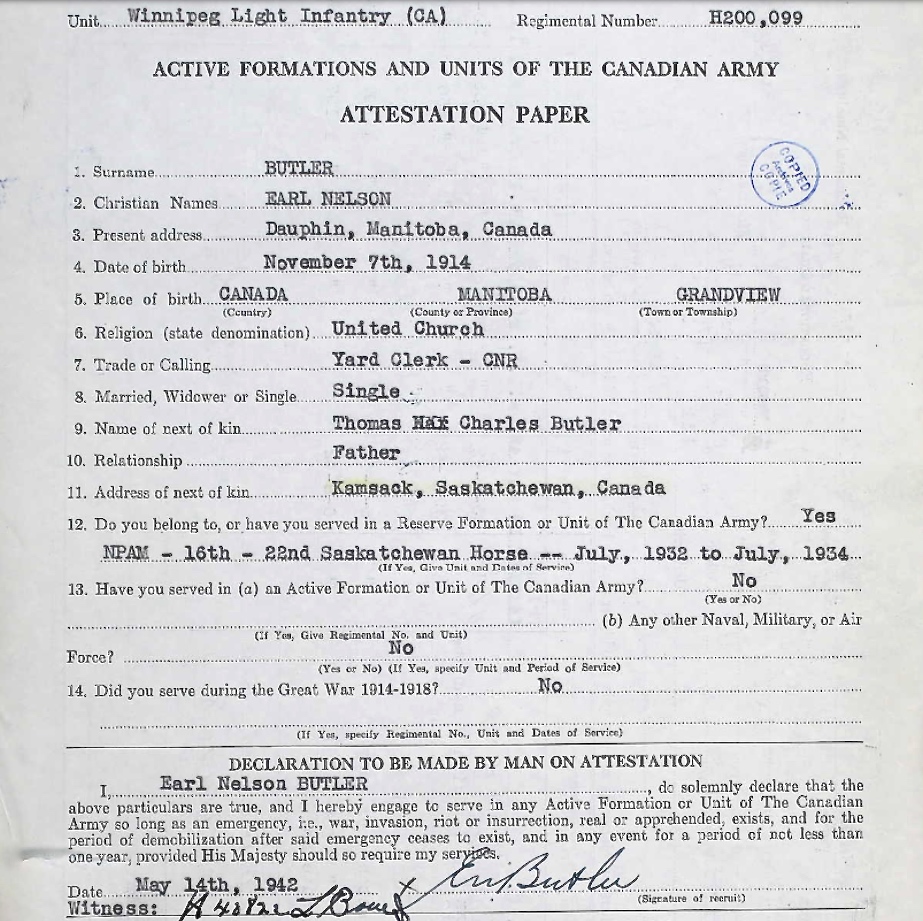 Unit Winnipeg Light Infantry (CA) Regimental Number H200,099
ACTIVE FORMATIONS AND UNITS OF THE CANADIAN ARMY
ATTESTATION PAPER
COPIED
Archives
COPIE
1. Surname BUTLER
2. Christian Names EARL NELSON
3. Present address Dauphin, Manitoba, Canada
4. Date of birth November 7th, 1914
5. Place of birth CANADA MANITOBA GRANDVIEW
(Country) (County or Province) (Town or Township)
6. Religion (state denomination) United Church
7. Trade or Calling Yard Clerk - CNR
8. Married, Widower or Single Single
9. Name of next of kin Thomas Charles Butler
10. Relationship Father
11. Address of next of kin Kamsack, Saskatchewan, Canada
12. Do you belong to, or have you served in a Reserve Formation or Unit of The Canadian Army? Yes
NPAM - 16th - 22nd Saskatchewan Horse -- July., 1932 to July., 1934
(If Yes, Give Unit and Dates of Service)
13. Have you served in (a) an Active Formation or Unit of The Canadian Army? No
(Yes or No)
(b) Any other Naval, Military, or Air
(If Yes, Give Regimental No. and Unit)
Force? No
(Yes or No) (If Yes, specify Unit and Period of Service)
14. Did you serve during the Great War 1914-1918? No
(If Yes, specify Regimental No., Unit and Dates of Service)
DECLARATION TO BE MADE BY MAN ON ATTESTATION
I, Earl Nelson BUTLER, do solemnly declare that the
above particulars are true, and I hereby engage to serve in any Active Formation or Unit of The Canadian
Army so long as an emergency, i.e., war, invasion, riot or insurrection, real or apprehended, exists, and for the
period of demobilization after said emergency ceases to exist, and in any event for a period of not less than
one year, provided His Majesty should so require my services.
Date May 14th, 1942 Butler
(Signature of recruit)
Witness: